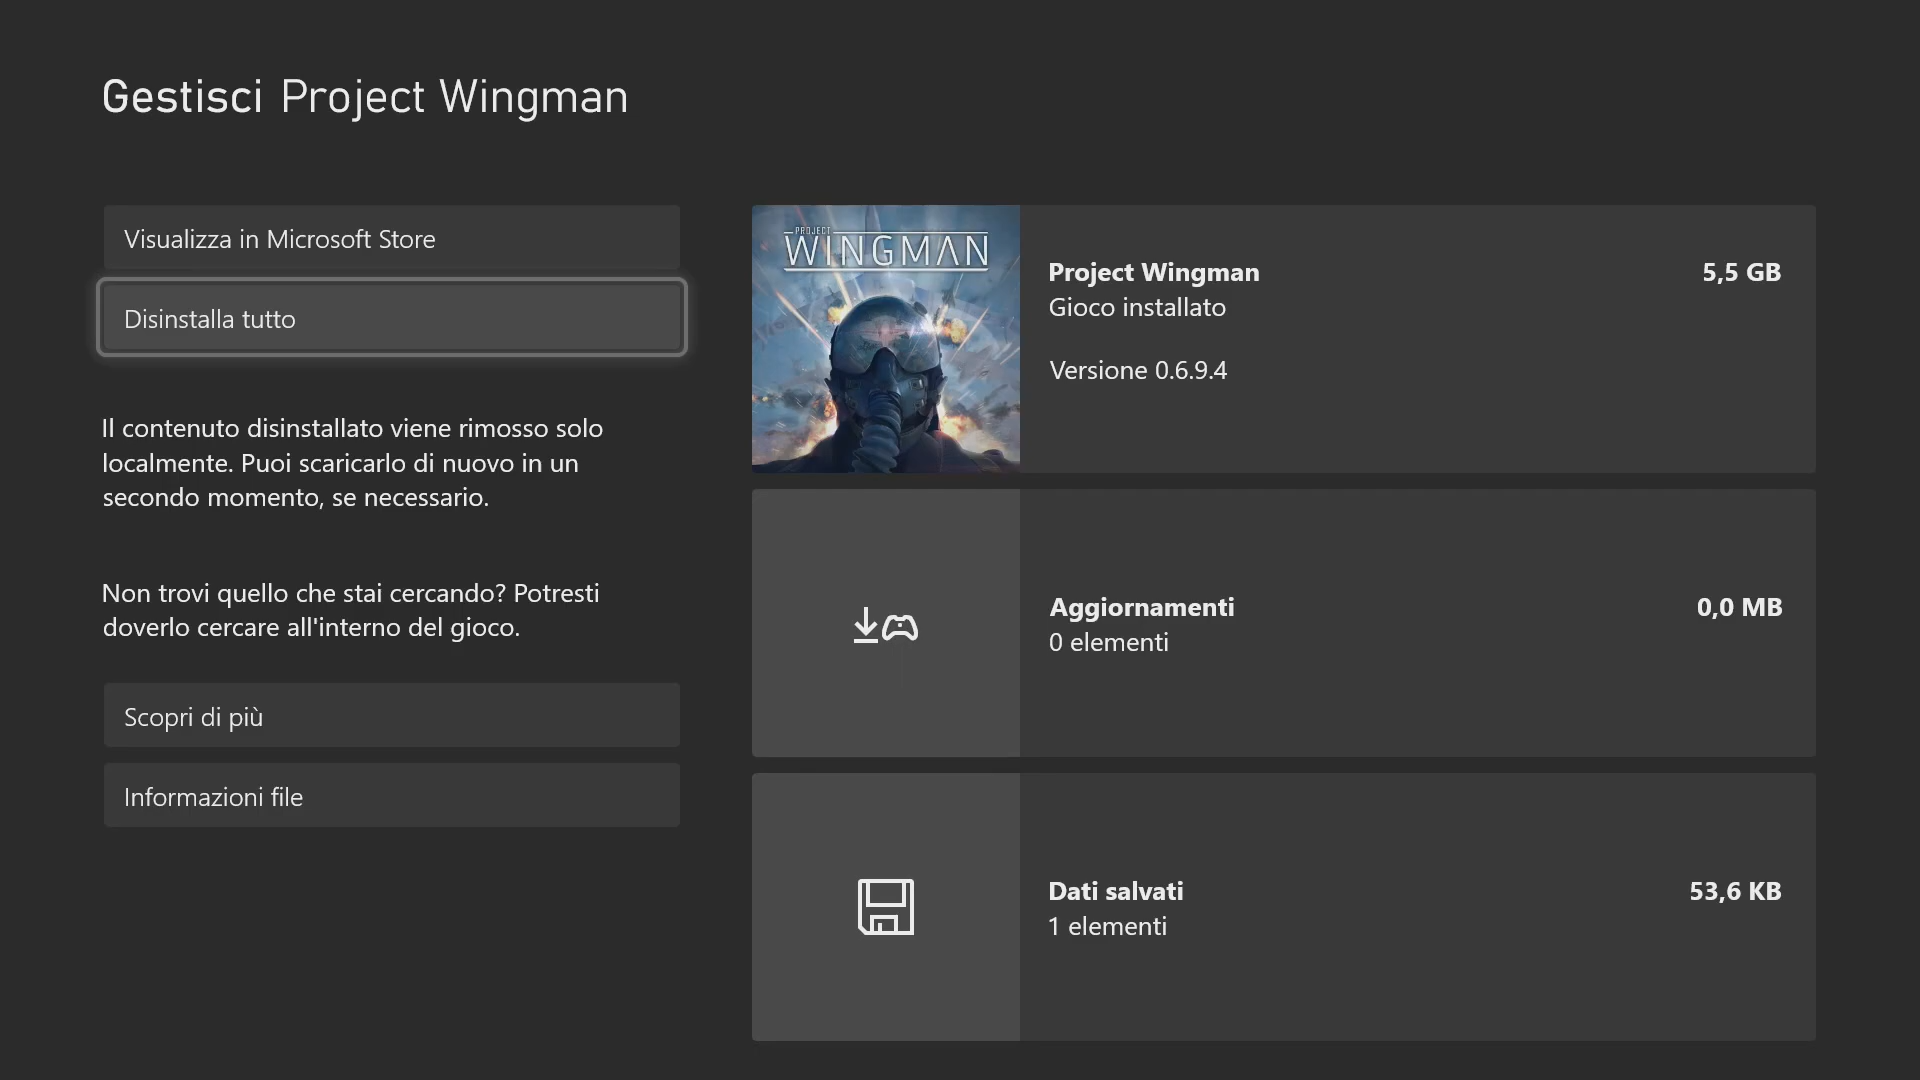 Gestisci Project Wingman
Visualizza in Microsoft Store
Disinstalla tutto
Il contenuto disinstallato viene rimosso solo
localmente. Puoi scaricarlo di nuovo in un
secondo momento, se necessario.
Non trovi quello che stai cercando? Potresti
doverlo cercare all'interno del gioco.
Scopri di più
Informazioni file
PROJECT
WINGMAN
Project Wingman
5,5 GB
Gioco installato
Versione 0.6.9.4
Aggiornamenti
0,0 MB
0 elementi
Dati salvati
53,6 KB
1 elementi